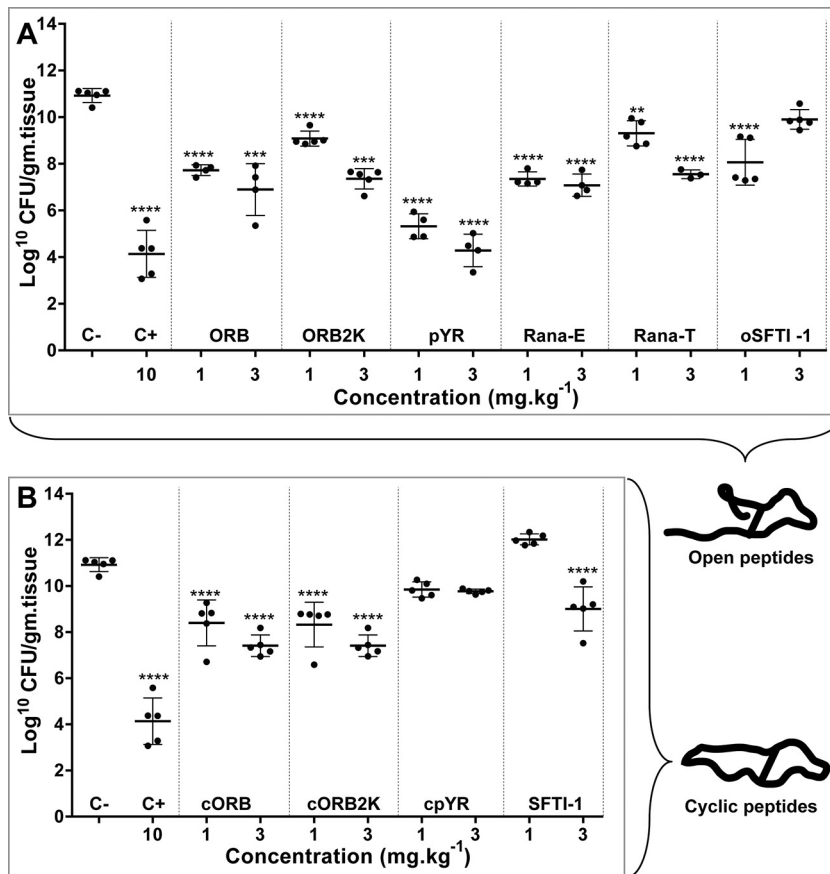 A
14
12
10
8
6
4
2
0
Log¹⁰ CFU/gm.tissue
**** **** *** **** *** **** **** **** **** ** **** ****
C- C+ ORB ORB2K pYR Rana-E Rana-T oSFTI -1
10 1 3 1 3 1 3 1 3 1 3 1 3
Concentration (mg.kg⁻¹)
Open peptides
B
14
12
10
8
6
4
2
0
Log¹⁰ CFU/gm.tissue
**** **** **** **** **** ****
C- C+ cORB cORB2K cpYR SFTI-1
10 1 3 1 3 1 3 1 3
Concentration (mg.kg⁻¹)
Cyclic peptides